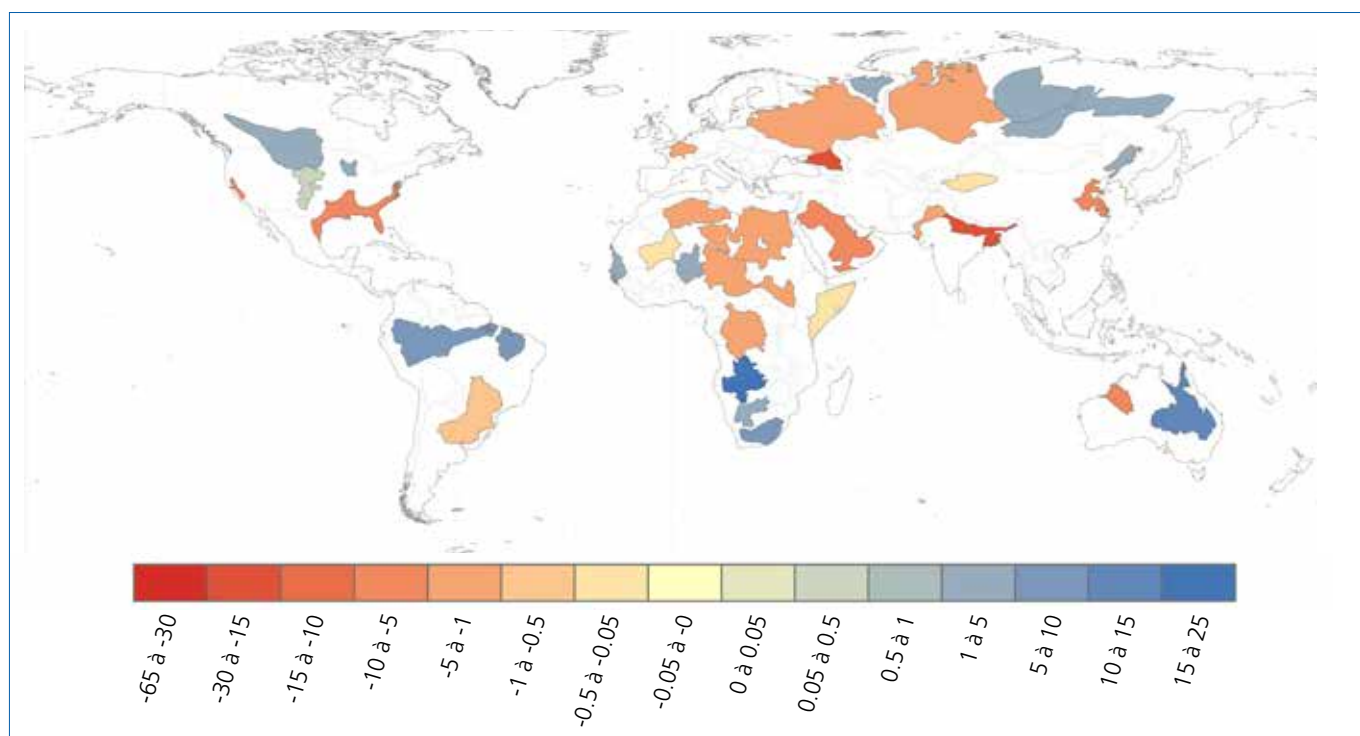 -65 à -30
-30 à -15
-15 à -10
-10 à -5
-5 à -1
-1 à -0.5
-0.5 à -0.05
-0.05 à -0
0 à 0.05
0.05 à 0.5
0.5 à 1
1 à 5
5 à 10
10 à 15
15 à 25